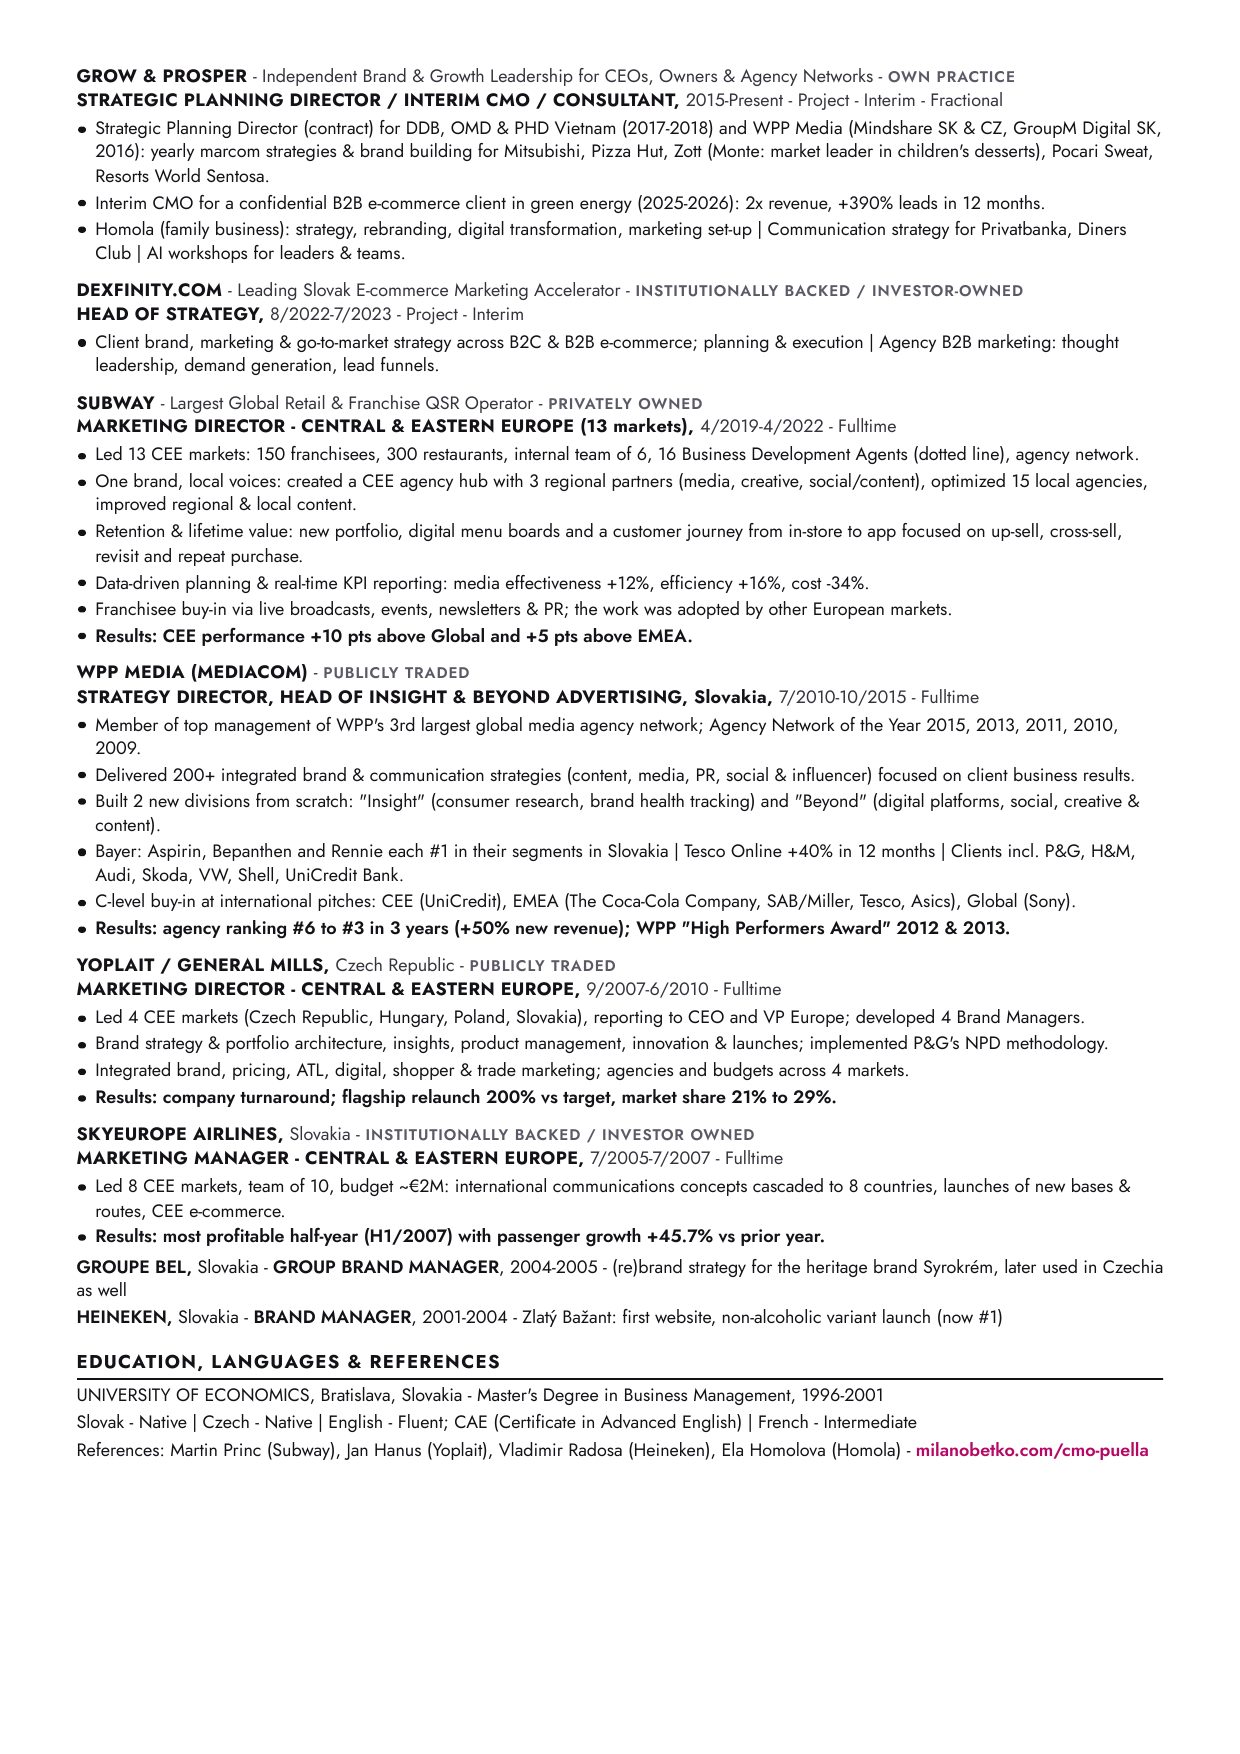 GROW & PROSPER - Independent Brand & Growth Leadership for CEOs, Owners & Agency Networks - OWN PRACTICE
STRATEGIC PLANNING DIRECTOR / INTERIM CMO / CONSULTANT, 2015-Present - Project - Interim - Fractional
• Strategic Planning Director (contract) for DDB, OMD & PHD Vietnam (2017-2018) and WPP Media (Mindshare SK & CZ, GroupM Digital SK,
2016): yearly marcom strategies & brand building for Mitsubishi, Pizza Hut, Zott (Monte: market leader in children's desserts), Pocari Sweat,
Resorts World Sentosa.
• Interim CMO for a confidential B2B e-commerce client in green energy (2025-2026): 2x revenue, +390% leads in 12 months.
• Homola (family business): strategy, rebranding, digital transformation, marketing set-up | Communication strategy for Privatbanka, Diners
Club | AI workshops for leaders & teams.
DEXFINITY.COM - Leading Slovak E-commerce Marketing Accelerator - INSTITUTIONALLY BACKED / INVESTOR-OWNED
HEAD OF STRATEGY, 8/2022-7/2023 - Project - Interim
• Client brand, marketing & go-to-market strategy across B2C & B2B e-commerce; planning & execution | Agency B2B marketing: thought
leadership, demand generation, lead funnels.
SUBWAY - Largest Global Retail & Franchise QSR Operator - PRIVATELY OWNED
MARKETING DIRECTOR - CENTRAL & EASTERN EUROPE (13 markets), 4/2019-4/2022 - Fulltime
• Led 13 CEE markets: 150 franchisees, 300 restaurants, internal team of 6, 16 Business Development Agents (dotted line), agency network.
• One brand, local voices: created a CEE agency hub with 3 regional partners (media, creative, social/content), optimized 15 local agencies,
improved regional & local content.
• Retention & lifetime value: new portfolio, digital menu boards and a customer journey from in-store to app focused on up-sell, cross-sell,
revisit and repeat purchase.
• Data-driven planning & real-time KPI reporting: media effectiveness +12%, efficiency +16%, cost -34%.
• Franchisee buy-in via live broadcasts, events, newsletters & PR; the work was adopted by other European markets.
• Results: CEE performance +10 pts above Global and +5 pts above EMEA.
WPP MEDIA (MEDIACOM) - PUBLICLY TRADED
STRATEGY DIRECTOR, HEAD OF INSIGHT & BEYOND ADVERTISING, Slovakia, 7/2010-10/2015 - Fulltime
• Member of top management of WPP's 3rd largest global media agency network; Agency Network of the Year 2015, 2013, 2011, 2010,
2009.
• Delivered 200+ integrated brand & communication strategies (content, media, PR, social & influencer) focused on client business results.
• Built 2 new divisions from scratch: "Insight" (consumer research, brand health tracking) and "Beyond" (digital platforms, social, creative &
content).
• Bayer: Aspirin, Bepanthen and Rennie each #1 in their segments in Slovakia | Tesco Online +40% in 12 months | Clients incl. P&G, H&M,
Audi, Skoda, VW, Shell, UniCredit Bank.
• C-level buy-in at international pitches: CEE (UniCredit), EMEA (The Coca-Cola Company, SAB/Miller, Tesco, Asics), Global (Sony).
• Results: agency ranking #6 to #3 in 3 years (+50% new revenue); WPP "High Performers Award" 2012 & 2013.
YOPLAIT / GENERAL MILLS, Czech Republic - PUBLICLY TRADED
MARKETING DIRECTOR - CENTRAL & EASTERN EUROPE, 9/2007-6/2010 - Fulltime
• Led 4 CEE markets (Czech Republic, Hungary, Poland, Slovakia), reporting to CEO and VP Europe; developed 4 Brand Managers.
• Brand strategy & portfolio architecture, insights, product management, innovation & launches; implemented P&G's NPD methodology.
• Integrated brand, pricing, ATL, digital, shopper & trade marketing; agencies and budgets across 4 markets.
• Results: company turnaround; flagship relaunch 200% vs target, market share 21% to 29%.
SKYEUROPE AIRLINES, Slovakia - INSTITUTIONALLY BACKED / INVESTOR OWNED
MARKETING MANAGER - CENTRAL & EASTERN EUROPE, 7/2005-7/2007 - Fulltime
• Led 8 CEE markets, team of 10, budget ~€2M: international communications concepts cascaded to 8 countries, launches of new bases &
routes, CEE e-commerce.
• Results: most profitable half-year (H1/2007) with passenger growth +45.7% vs prior year.
GROUPE BEL, Slovakia - GROUP BRAND MANAGER, 2004-2005 - (re)brand strategy for the heritage brand Syrokrém, later used in Czechia
as well
HEINEKEN, Slovakia - BRAND MANAGER, 2001-2004 - Zlatý Bažant: first website, non-alcoholic variant launch (now #1)
EDUCATION, LANGUAGES & REFERENCES
UNIVERSITY OF ECONOMICS, Bratislava, Slovakia - Master's Degree in Business Management, 1996-2001
Slovak - Native | Czech - Native | English - Fluent; CAE (Certificate in Advanced English) | French - Intermediate
References: Martin Princ (Subway), Jan Hanus (Yoplait), Vladimir Radosa (Heineken), Ela Homolova (Homola) - milanobetko.com/cmo-puella